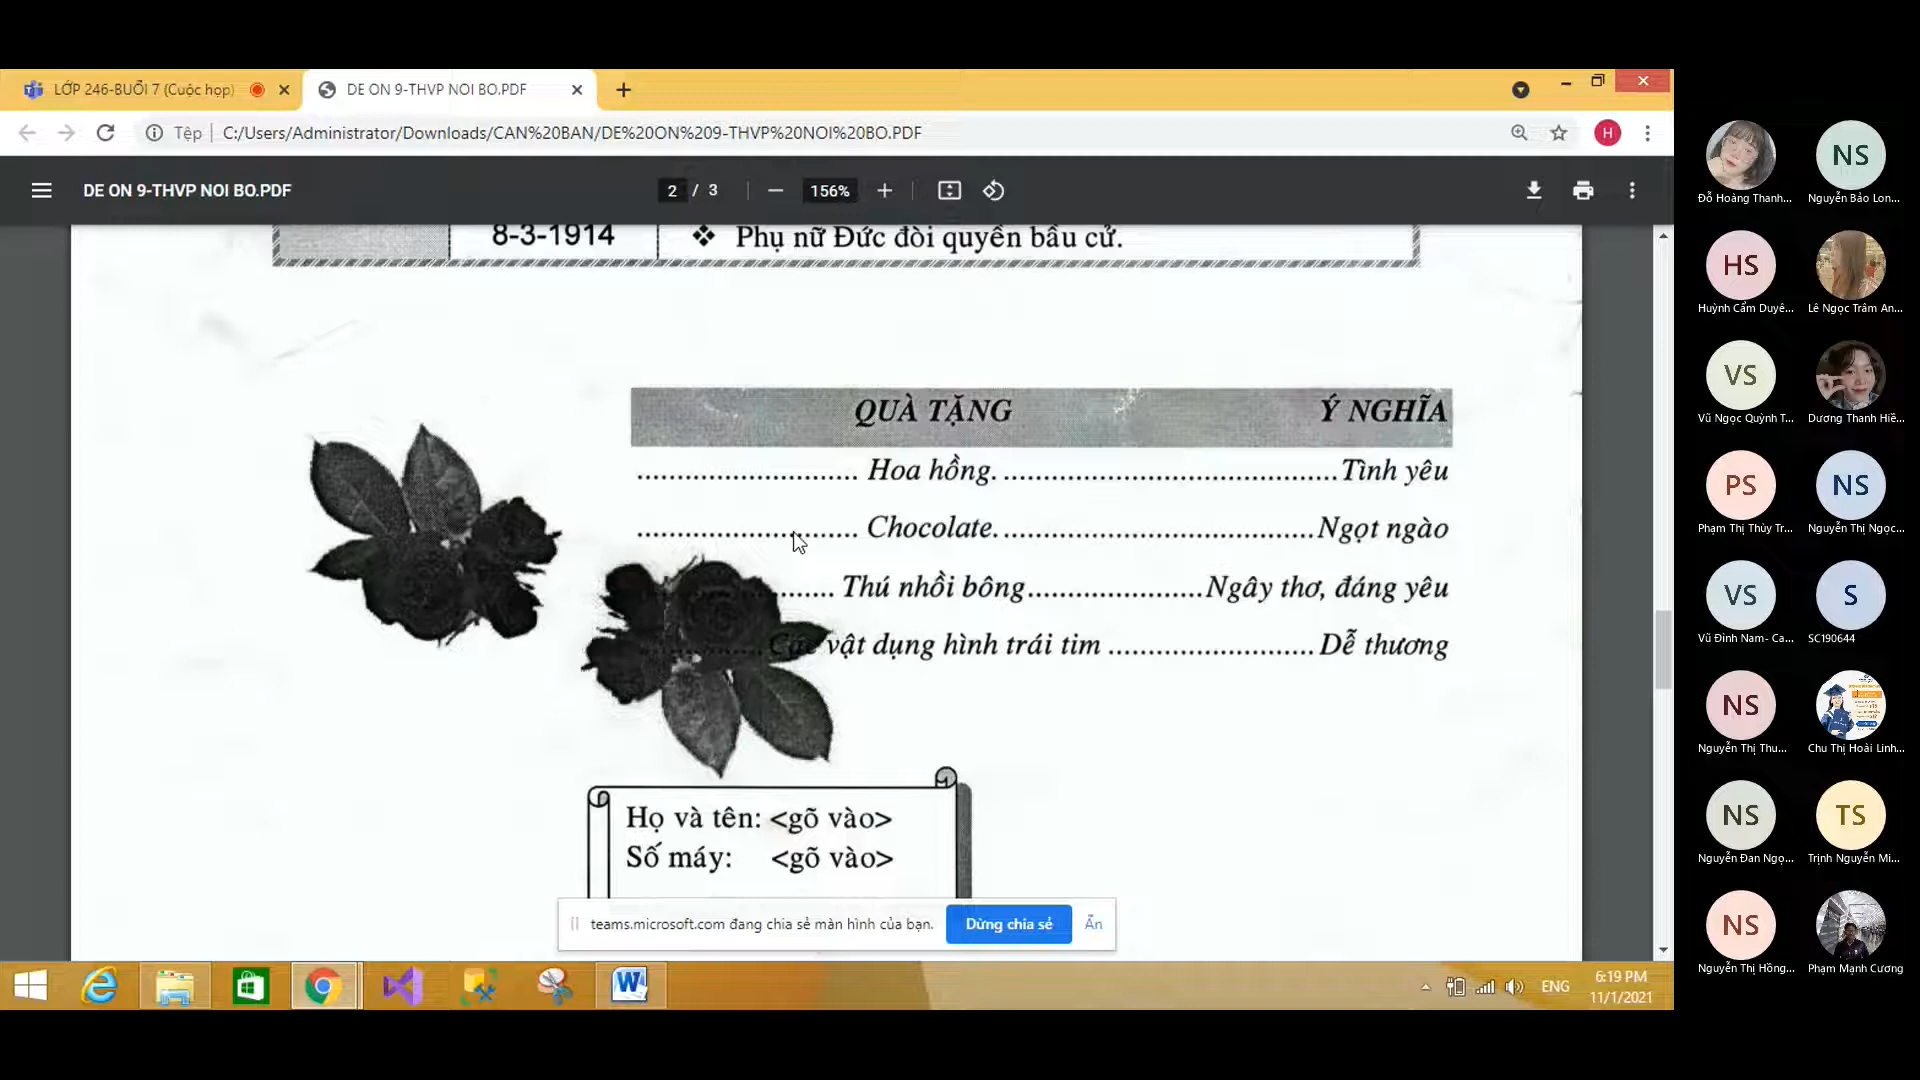 LỚP 246-BUỔI 7 (Cuộc họp)
DE ON 9-THVP NOI BO.PDF
Tệp
C:/Users/Administrator/Downloads/CAN%20BAN/DE%20ON%209-THVP%20NOI%20BO.PDF
H
DE ON 9-THVP NOI BO.PDF
2 / 3
156%
8-3-1914 ❖ Phụ nữ Đức đòi quyền bầu cử.
QUÀ TẶNG Ý NGHĨA
............................ Hoa hồng. ..........................................Tình yêu
............................ Chocolate. .......................................Ngọt ngào
....... Thú nhồi bông......................Ngây thơ, đáng yêu
................ Các vật dụng hình trái tim ..........................Dễ thương
Họ và tên: <gõ vào>
Số máy: <gõ vào>
teams.microsoft.com đang chia sẻ màn hình của bạn.
Dừng chia sẻ
Ẩn
ENG
6:19 PM
11/1/2021
Đỗ Hoàng Thanh...
NS
Nguyễn Bảo Lon...
HS
Huỳnh Cẩm Duyê...
Lê Ngọc Trâm An...
VS
Vũ Ngọc Quỳnh T...
Dương Thanh Hiề...
PS
Phạm Thị Thùy Tr...
NS
Nguyễn Thị Ngọc...
VS
Vũ Đình Nam- Ca...
S
SC190644
NS
Nguyễn Thị Thu...
Chu Thị Hoài Linh...
NS
Nguyễn Đan Ngọ...
TS
Trịnh Nguyễn Mi...
NS
Nguyễn Thị Hồng...
Phạm Mạnh Cương